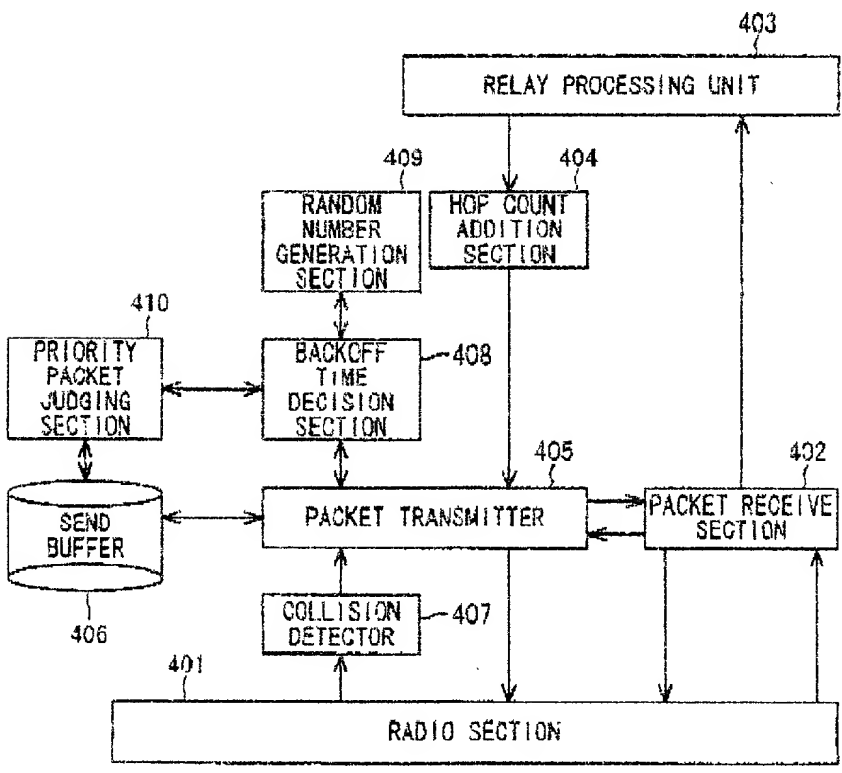 403
RELAY PROCESSING UNIT
409
404
RANDOM
NUMBER
GENERATION
SECTION
HOP COUNT
ADDITION
SECTION
410
PRIORITY
PACKET
JUDGING
SECTION
BACKOFF
TIME
DECISION
SECTION
408
405
402
SEND
BUFFER
PACKET TRANSMITTER
PACKET RECEIVE
SECTION
406
COLLISION
DETECTOR
407
401
RADIO SECTION